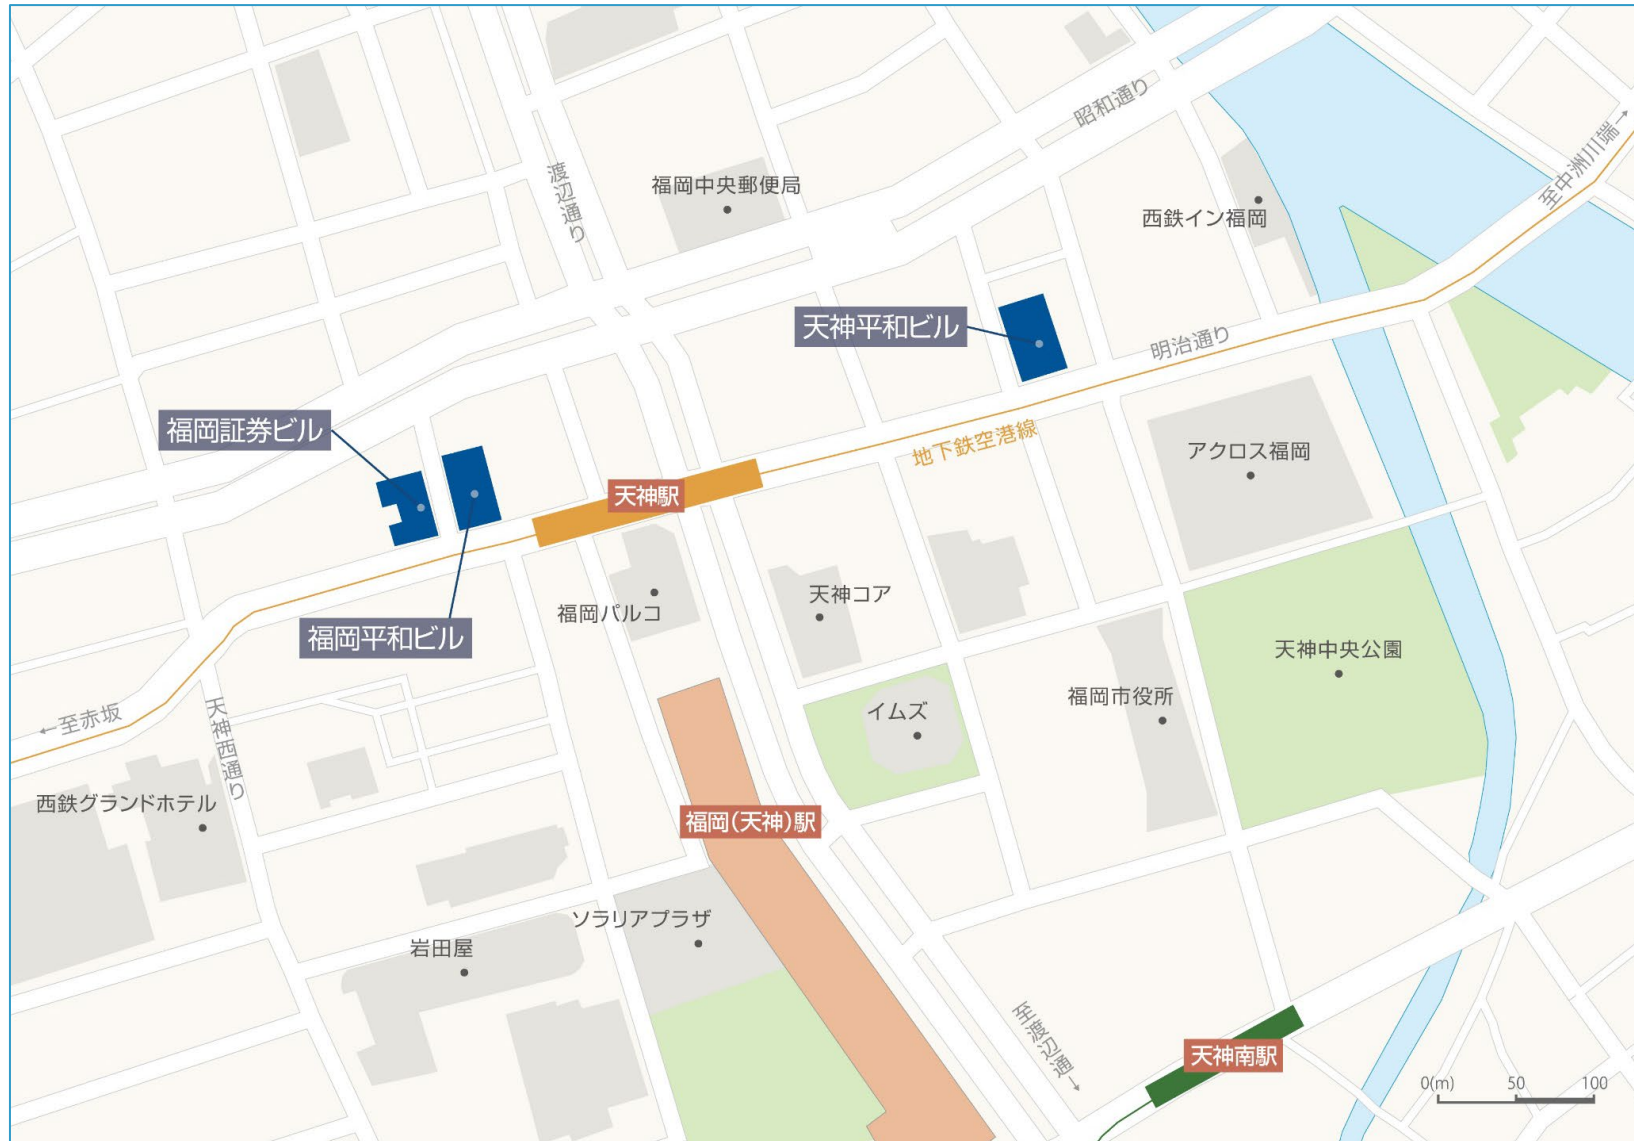 昭和通り
至中洲川端→
渡辺通り
福岡中央郵便局
西鉄イン福岡
天神平和ビル
明治通り
福岡証券ビル
地下鉄空港線
アクロス福岡
天神駅
天神コア
福岡パルコ
福岡平和ビル
天神中央公園
福岡市役所
イムズ
←至赤坂
天神西通り
西鉄グランドホテル
福岡(天神)駅
ソラリアプラザ
岩田屋
至渡辺通→
天神南駅
0(m) 50 100